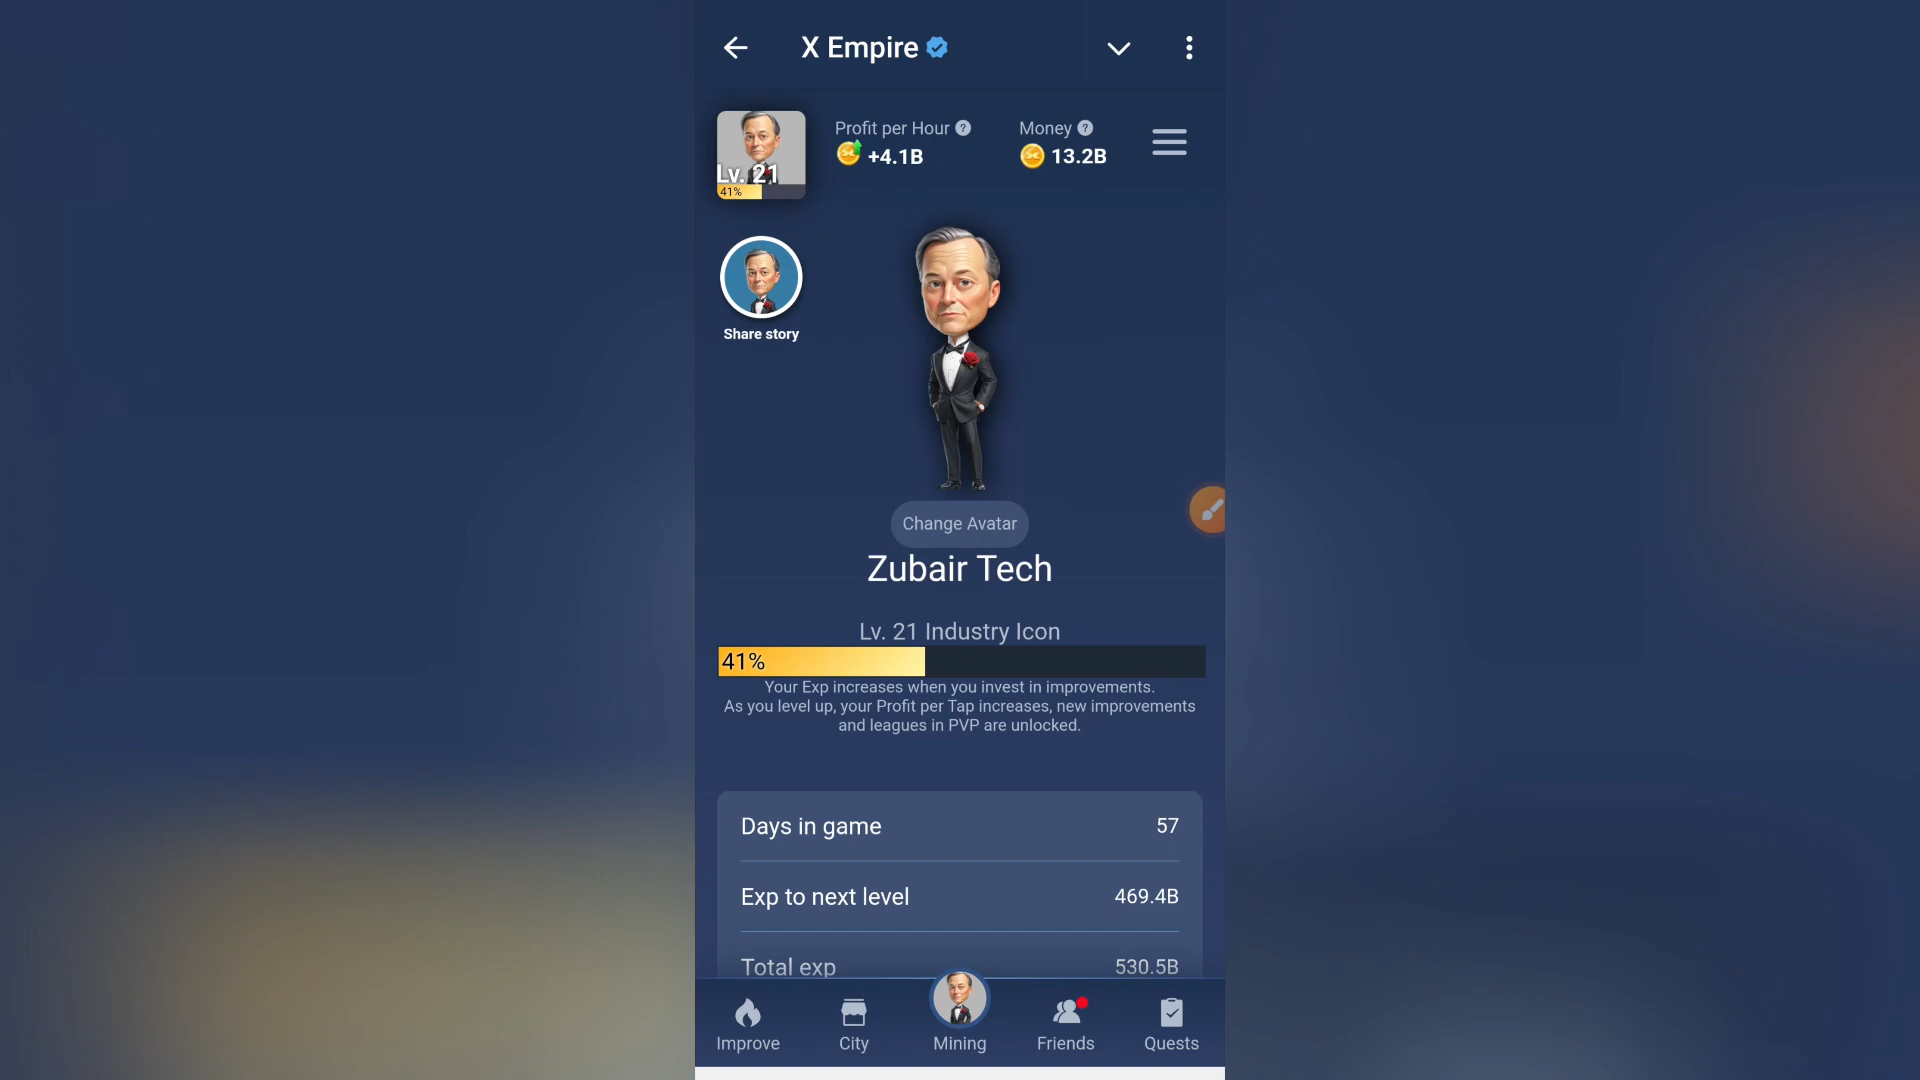 X Empire
Profit per Hour ?
+4.1B
Money ?
13.2B
Lv. 21
41%
Share story
Change Avatar
Zubair Tech
Lv. 21 Industry Icon
41%
Your Exp increases when you invest in improvements.
As you level up, your Profit per Tap increases, new improvements
and leagues in PVP are unlocked.
Days in game 57
Exp to next level 469.4B
Total exp 530.5B
Improve City Mining Friends Quests